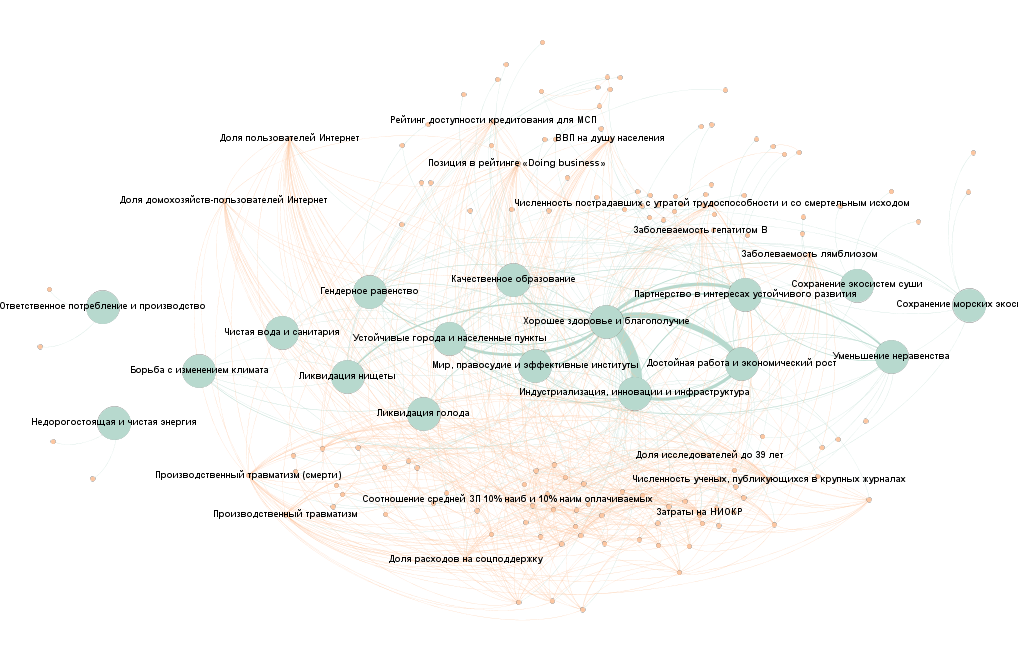 Рейтинг доступности кредитования для МСП
Доля пользователей Интернет
ВВП на душу населения
Позиция в рейтинге «Doing business»
Доля домохозяйств-пользователей Интернет
Численность пострадавших с утратой трудоспособности и со смертельным исходом
Заболеваемость гепатитом В
Заболеваемость лямблиозом
Качественное образование
Сохранение экосистем суши
Гендерное равенство
Партнерство в интересах устойчивого развития
Ответственное потребление и производство
Сохранение морских экос
Хорошее здоровье и благополучие
Чистая вода и санитария
Устойчивые города и населенные пункты
Уменьшение неравенства
Мир, правосудие и эффективные институты
Достойная работа и экономический рост
Борьба с изменением климата
Ликвидация нищеты
Индустриализация, инновации и инфраструктура
Ликвидация голода
Недорогостоящая и чистая энергия
Доля исследователей до 39 лет
Производственный травматизм (смерти)
Численность ученых, публикующихся в крупных журналах
Соотношение средней ЗП 10% наиб и 10% наим оплачиваемых
Затраты на НИОКР
Производственный травматизм
Доля расходов на соцподдержку